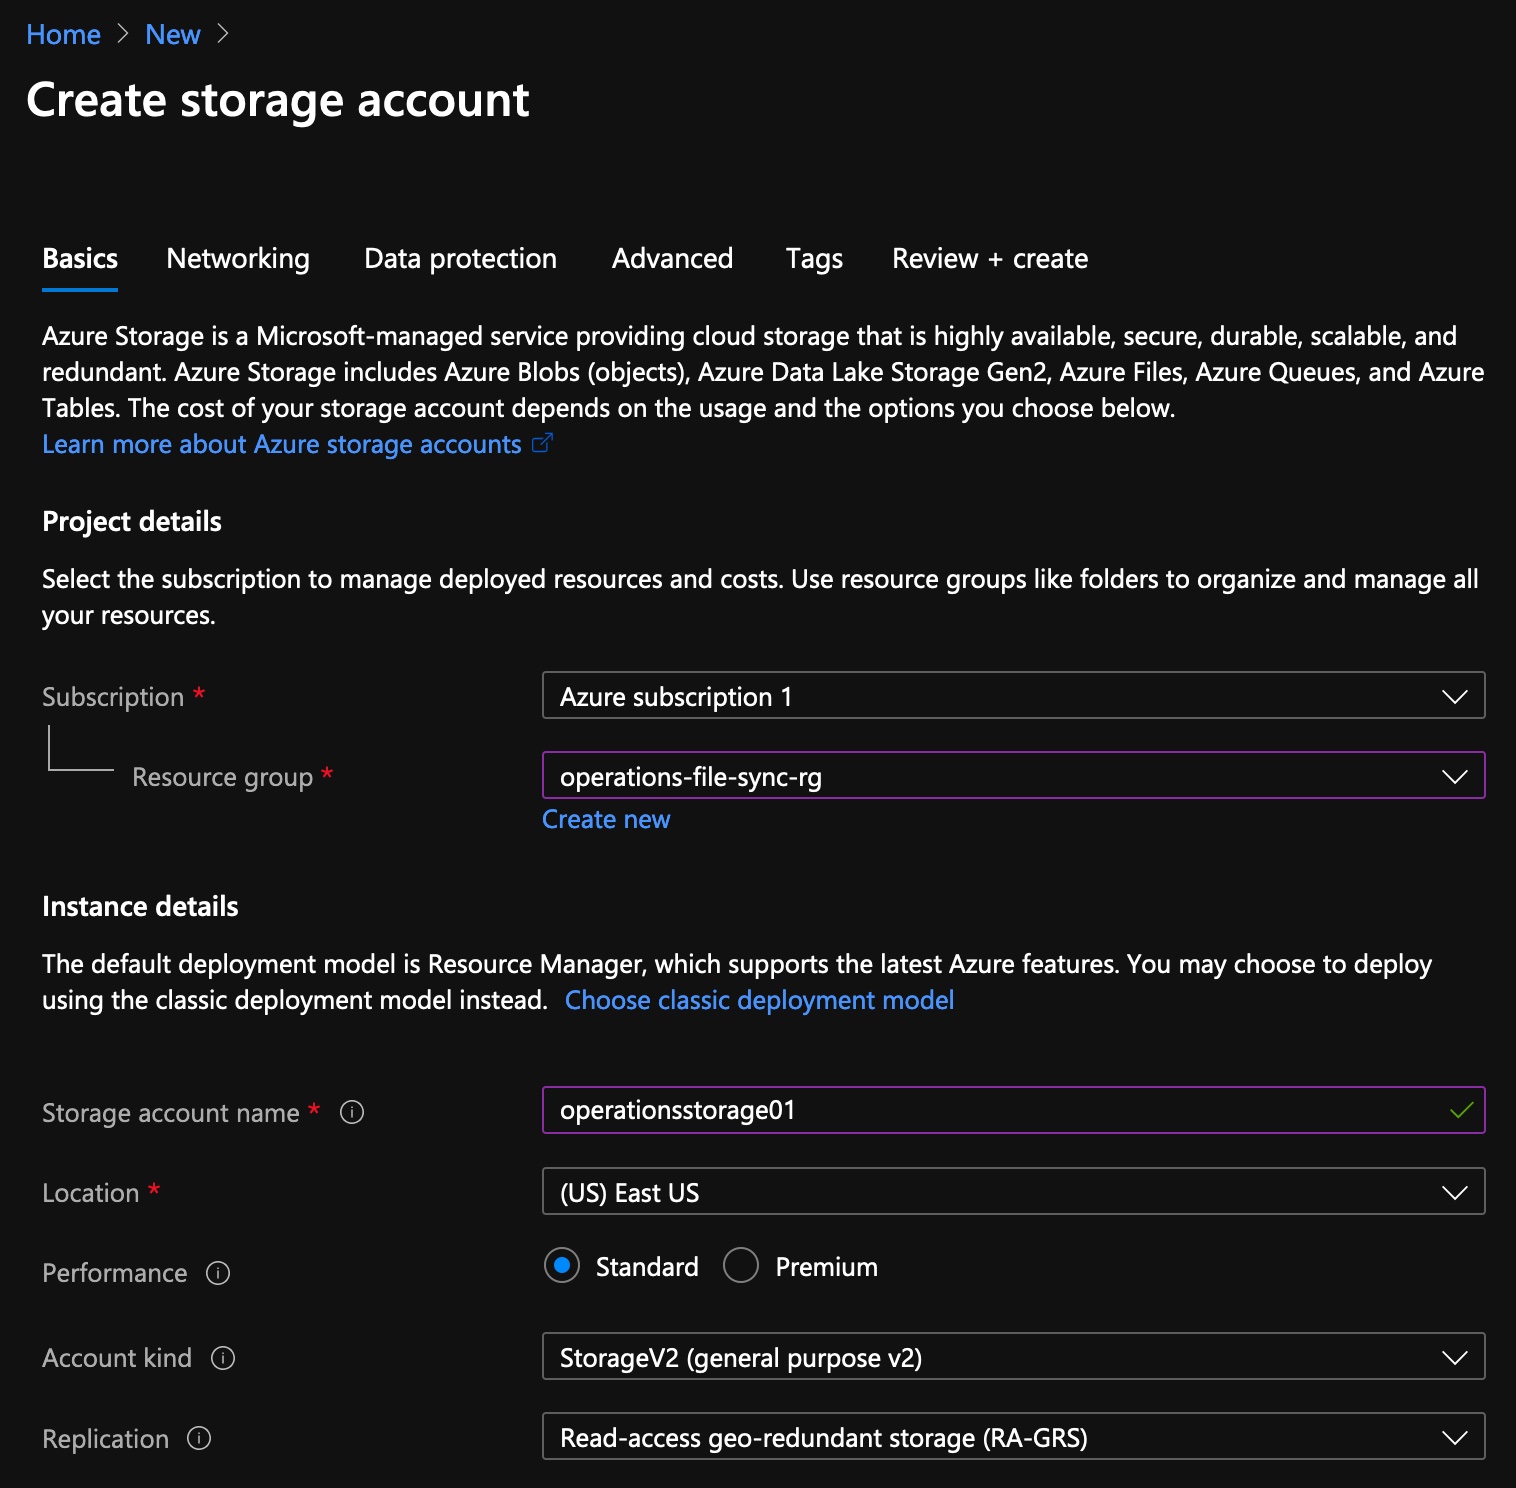 Home > New >
Create storage account
Basics Networking Data protection Advanced Tags Review + create
Azure Storage is a Microsoft-managed service providing cloud storage that is highly available, secure, durable, scalable, and
redundant. Azure Storage includes Azure Blobs (objects), Azure Data Lake Storage Gen2, Azure Files, Azure Queues, and Azure
Tables. The cost of your storage account depends on the usage and the options you choose below.
Learn more about Azure storage accounts
Project details
Select the subscription to manage deployed resources and costs. Use resource groups like folders to organize and manage all
your resources.
Subscription * Azure subscription 1
Resource group * operations-file-sync-rg
Create new
Instance details
The default deployment model is Resource Manager, which supports the latest Azure features. You may choose to deploy
using the classic deployment model instead. Choose classic deployment model
Storage account name * operationsstorage01
Location * (US) East US
Performance Standard Premium
Account kind StorageV2 (general purpose v2)
Replication Read-access geo-redundant storage (RA-GRS)